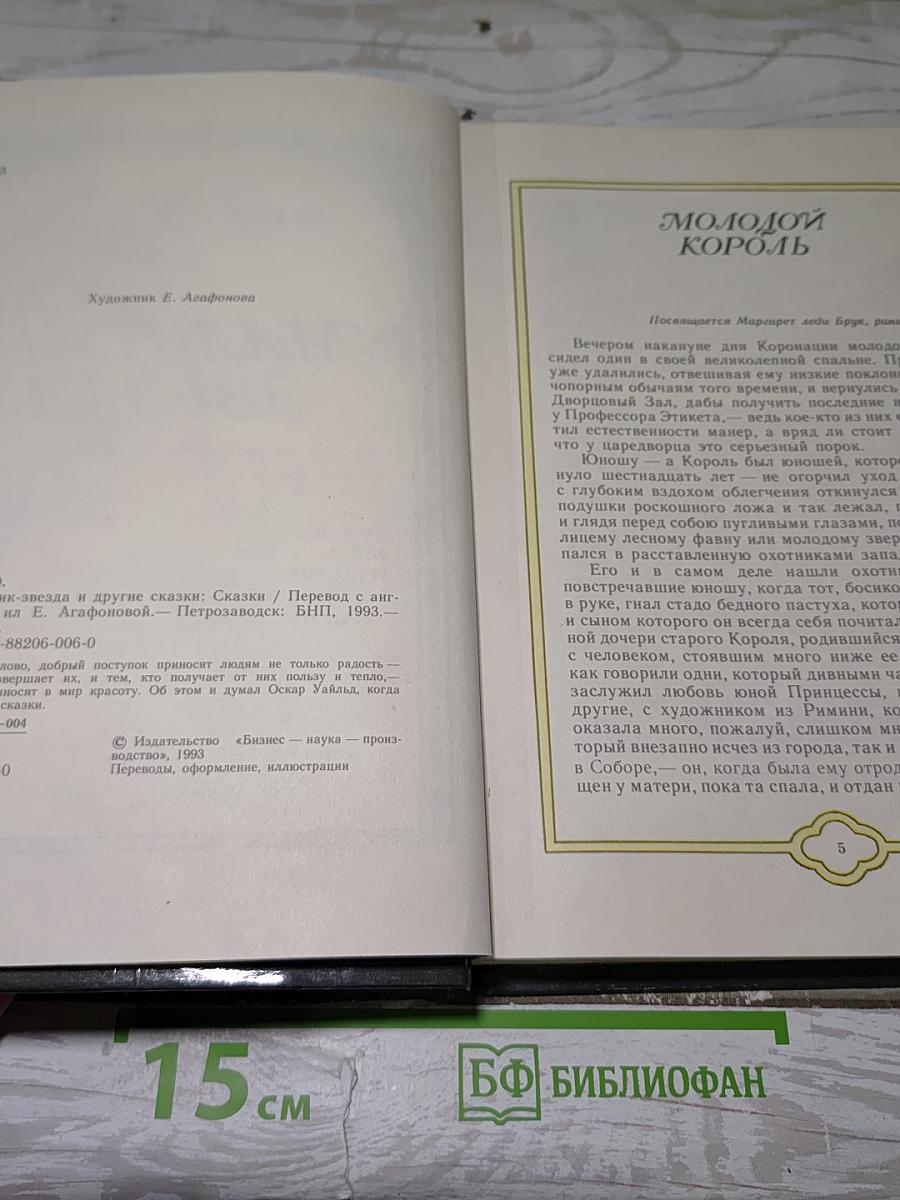 Художник Е. Агафонова
ик-звезда и другие сказки: Сказки / Перевод с анг-
ил Е. Агафоновой.— Петрозаводск: БНП, 1993.—
-88206-006-0
лово, добрый поступок приносят людям не только радость —
овершает их, и тем, кто получает от них пользу и тепло,—
иносят в мир красоту. Об этом и думал Оскар Уайльд, когда
сказки.
-004
© Издательство «Бизнес — наука — произ-
водство», 1993
Переводы, оформление, иллюстрации
МОЛОДОЙ
КОРОЛЬ
Посвящается Маргарет леди Брук, рани
Вечером накануне дня Коронации молодо
сидел один в своей великолепной спальне. Пр
уже удалились, отвешивая ему низкие поклоны
чопорным обычаям того времени, и вернулись
Дворцовый Зал, дабы получить последние н
у Профессора Этикета,— ведь кое-кто из них е
тил естественности манер, а вряд ли стоит
что у царедворца это серьезный порок.
Юношу — а Король был юношей, которо
нуло шестнадцать лет — не огорчил уход
с глубоким вздохом облегчения откинулся
подушки роскошного ложа и так лежал,
и глядя перед собою пугливыми глазами, по
лицему лесному фавну или молодому звер
пался в расставленную охотниками запад
Его и в самом деле нашли охотн
повстречавшие юношу, когда тот, босико
в руке, гнал стадо бедного пастуха, котор
и сыном которого он всегда себя почитал
ной дочери старого Короля, родившийся
с человеком, стоявшим много ниже ее
как говорили одни, который дивными ча
заслужил любовь юной Принцессы,
другие, с художником из Римини, ко
оказала много, пожалуй, слишком мн
торый внезапно исчез из города, так и
в Соборе,— он, когда была ему отрод
щен у матери, пока та спала, и отдан
5
15 см
БФ БИБЛИОФАН